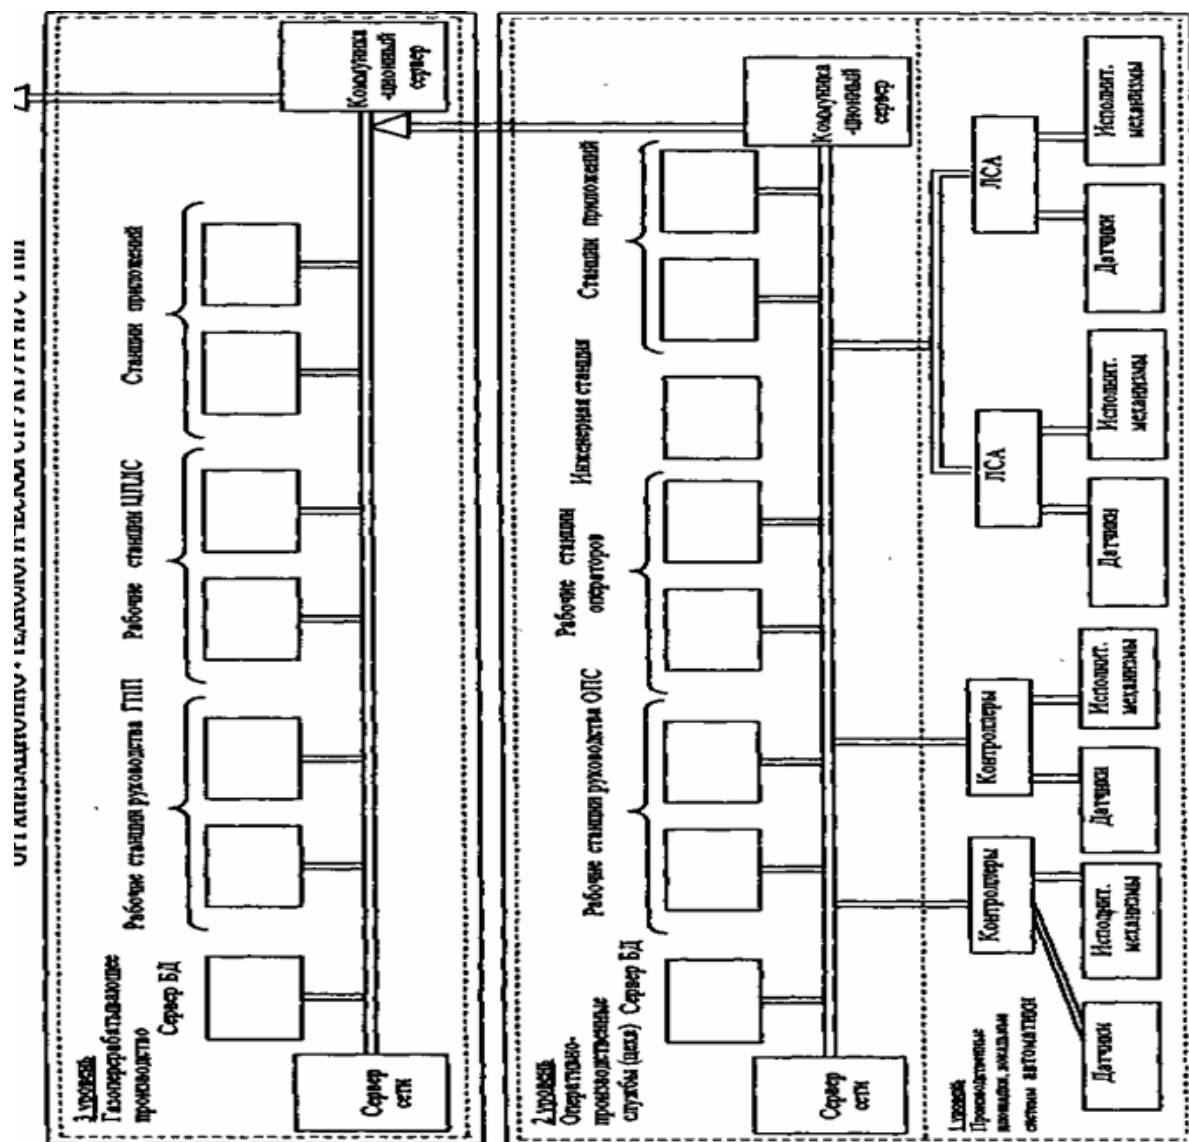 3 уровень
Газоперерабатывающее
производство
Сервер БД
Рабочие станции руководства ГПП
Рабочие станции ЦПДС
Станции приложений
Сервер
сети
Коммуника
-ционный
сервер
2 уровень
Оперативно-
производственные
службы (цеха) Сервер БД
Рабочие станции руководства ОПС
Рабочие станции
операторов
Инженерная станция
Станции приложений
Сервер
сети
Коммуника
-ционный
сервер
1 уровень
Производственные
площадки, локальные
системы автоматики
Контроллеры
Контроллеры
ЛСА
ЛСА
Датчики
Исполнит.
механизмы
Датчики
Исполнит.
механизмы
Датчики
Исполнит.
механизмы
Датчики
Исполнит.
механизмы